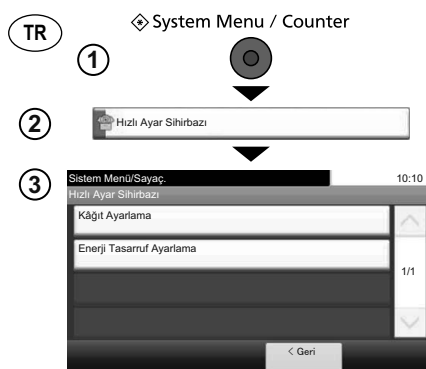 TR
System Menu / Counter
1
2
Hızlı Ayar Sihirbazı
3
Sistem Menü/Sayaç.
10:10
Hızlı Ayar Sihirbazı
Kâğıt Ayarlama
Enerji Tasarruf Ayarlama
1/1
< Geri